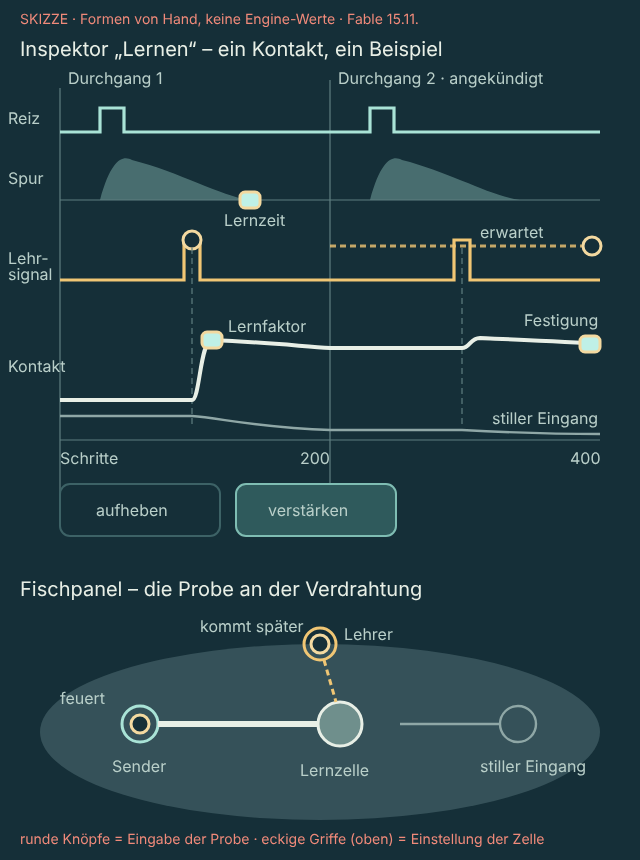 SKIZZE · Formen von Hand, keine Engine-Werte · Fable 15.11.
Inspektor „Lernen“ – ein Kontakt, ein Beispiel
Durchgang 1
Durchgang 2 · angekündigt
Reiz
Spur
Lernzeit
erwartet
Lehr-
signal
Festigung
Lernfaktor
Kontakt
stiller Eingang
Schritte
200
400
aufheben
verstärken
Fischpanel – die Probe an der Verdrahtung
kommt später
Lehrer
feuert
Sender
Lernzelle
stiller Eingang
runde Knöpfe = Eingabe der Probe · eckige Griffe (oben) = Einstellung der Zelle